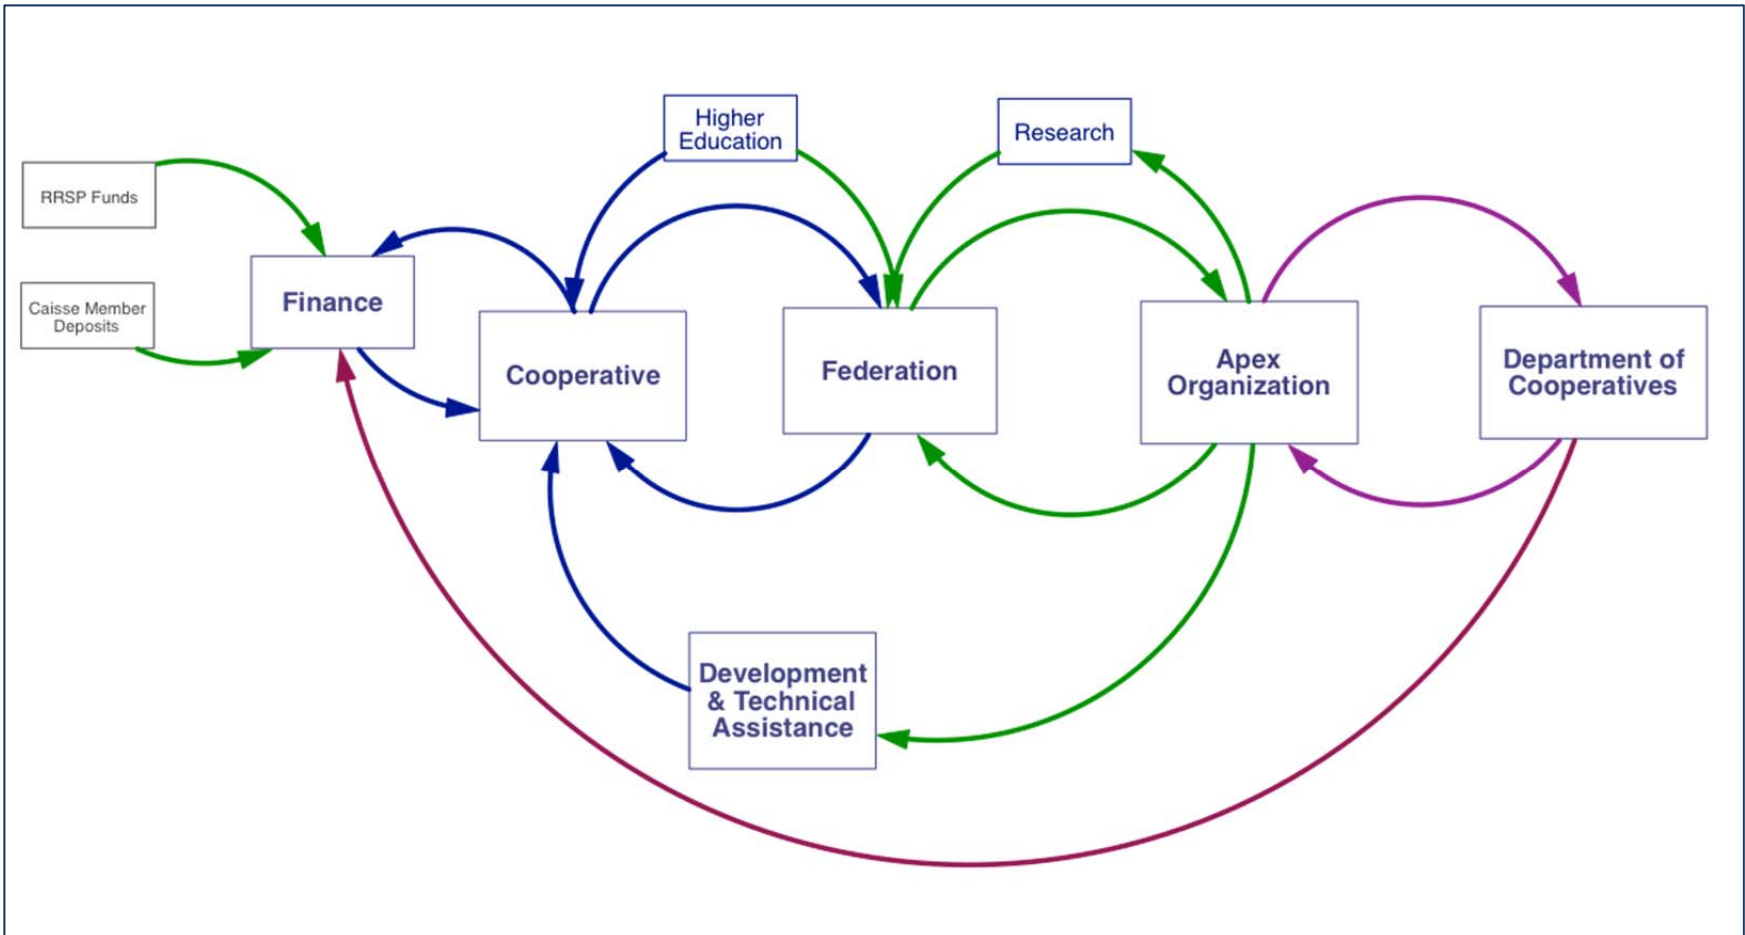 Higher
Education
Research
RRSP Funds
Finance
Caisse Member
Deposits
Cooperative
Federation
Apex
Organization
Department of
Cooperatives
Development
& Technical
Assistance